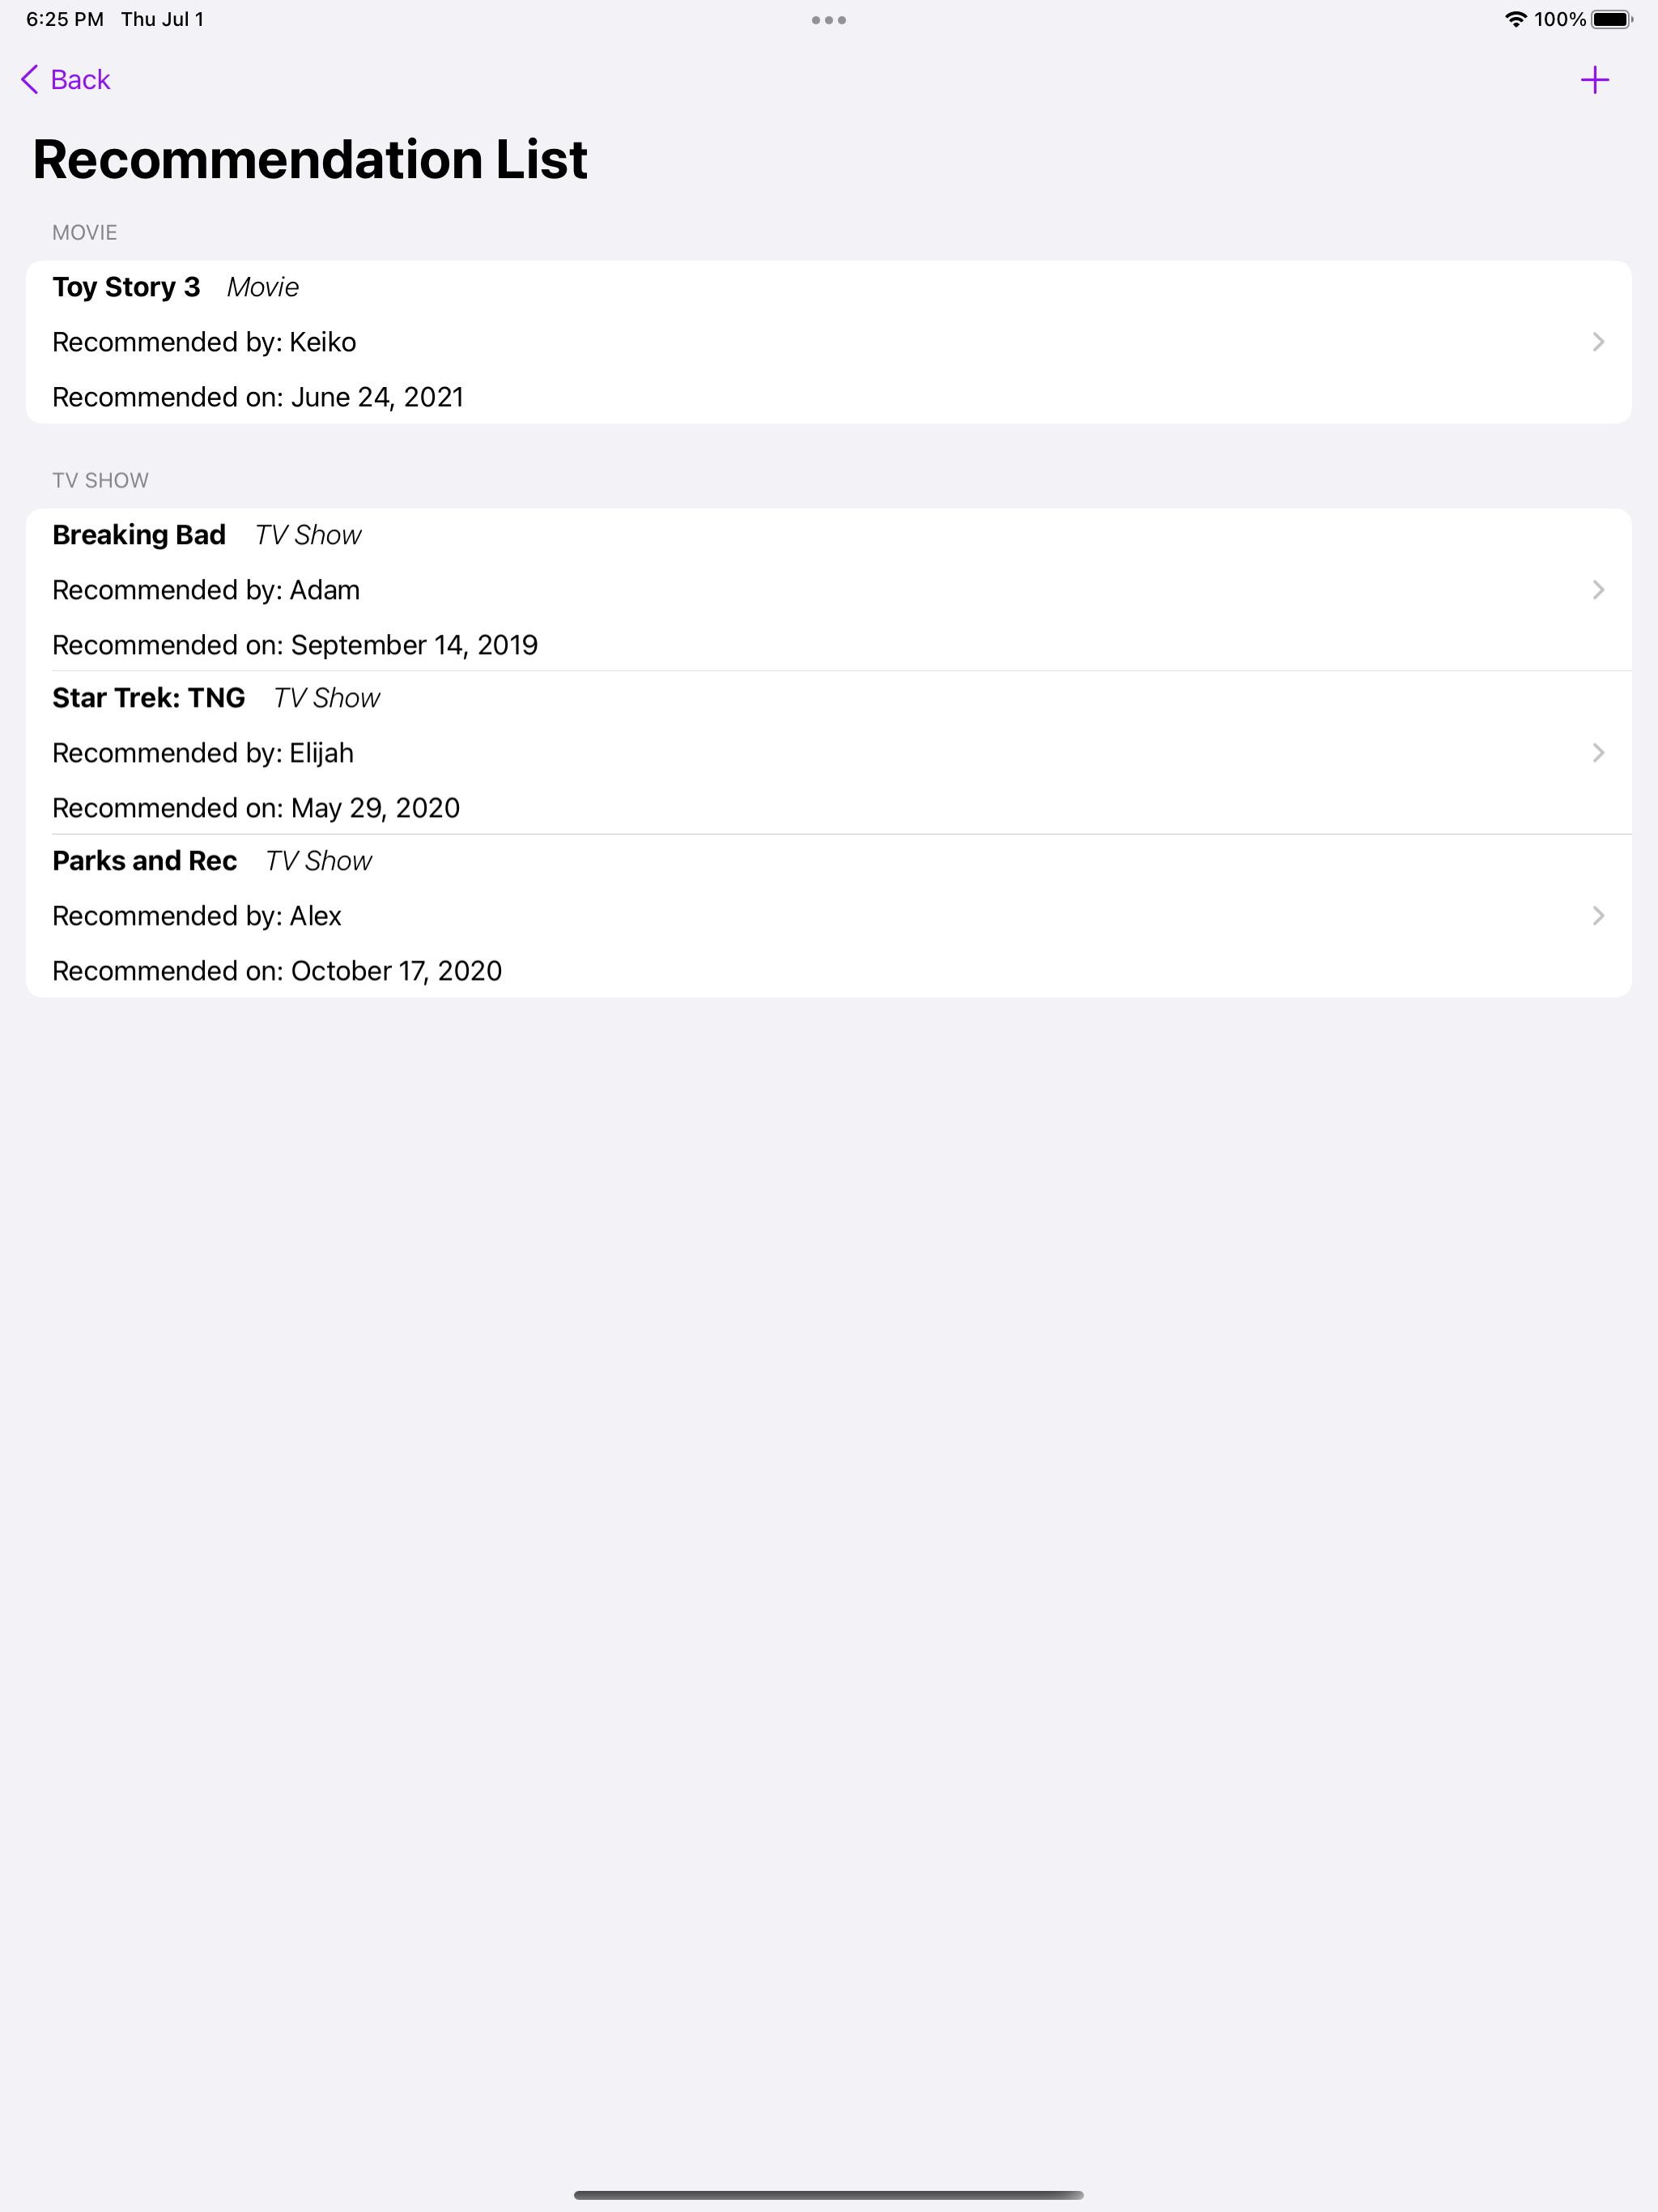 6:25 PM Thu Jul 1 100%
Back
Recommendation List
MOVIE
Toy Story 3 Movie
Recommended by: Keiko
Recommended on: June 24, 2021
TV SHOW
Breaking Bad TV Show
Recommended by: Adam
Recommended on: September 14, 2019
Star Trek: TNG TV Show
Recommended by: Elijah
Recommended on: May 29, 2020
Parks and Rec TV Show
Recommended by: Alex
Recommended on: October 17, 2020